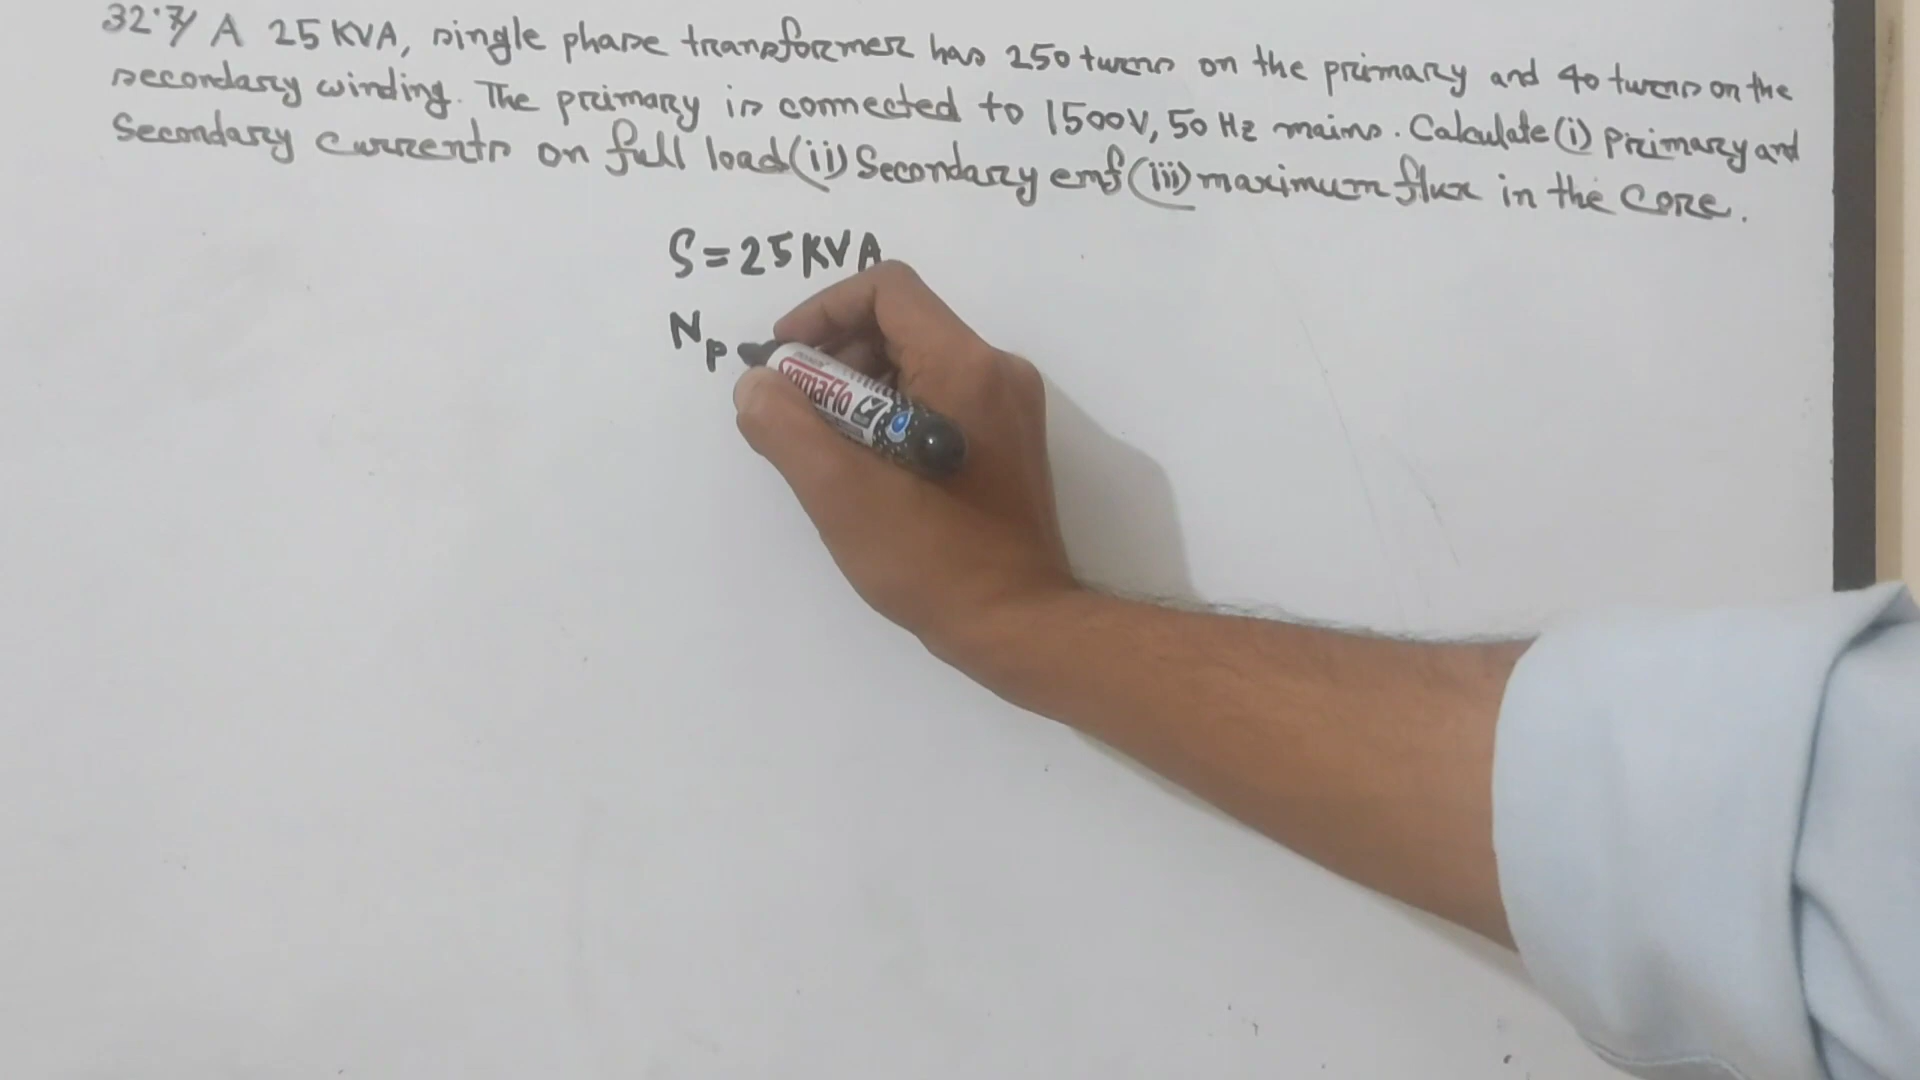 32.7/ A 25 KVA, single phase transformer has 250 turns on the primary and 40 turns on the
secondary winding. The primary is connected to 1500V, 50 Hz mains. Calculate (i) Primary and
Secondary currents on full load (ii) Secondary emf (iii) maximum flux in the Core.
S = 25 KVA
Np
SigmaFlo